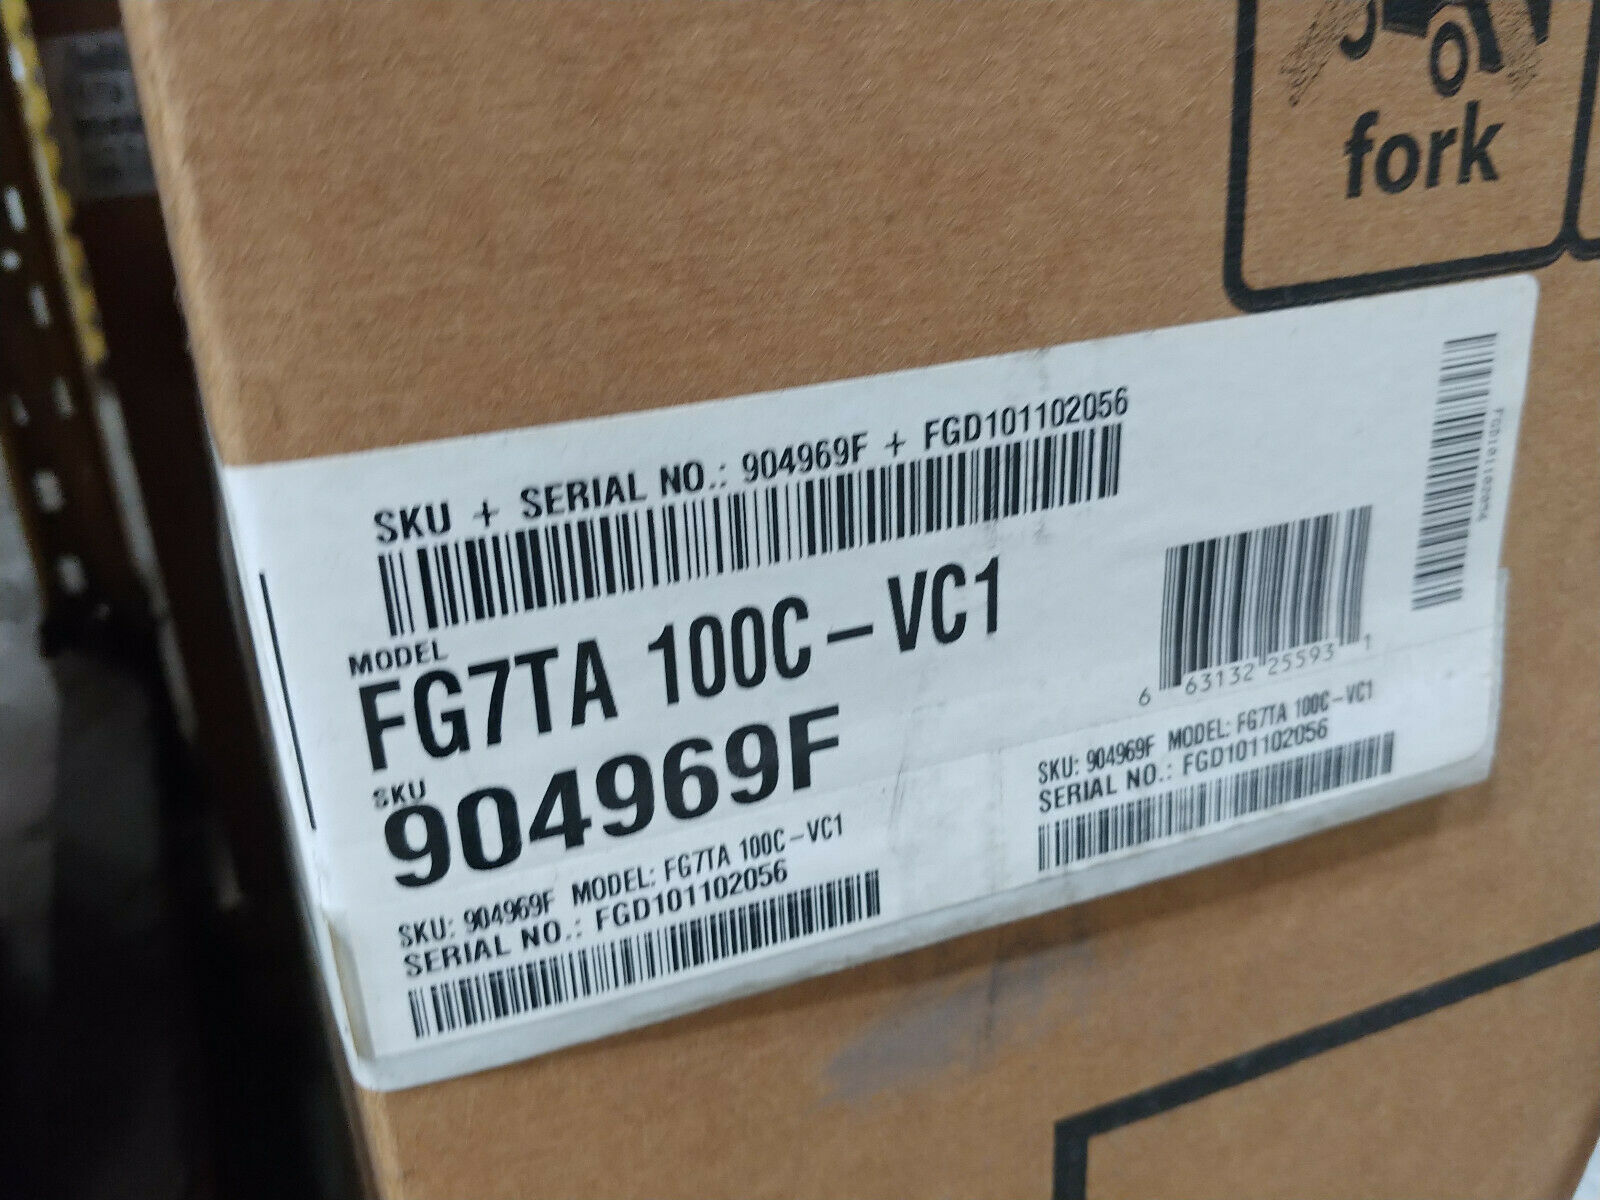 fork
SKU + SERIAL NO.: 904969F + FGD101102056
FGD101102056
MODEL
FG7TA 100C-VC1
6 63132 25593 1
SKU
904969F
SKU: 904969F MODEL: FG7TA 100C-VC1
SERIAL NO.: FGD101102056
SKU: 904969F MODEL: FG7TA 100C-VC1
SERIAL NO.: FGD101102056